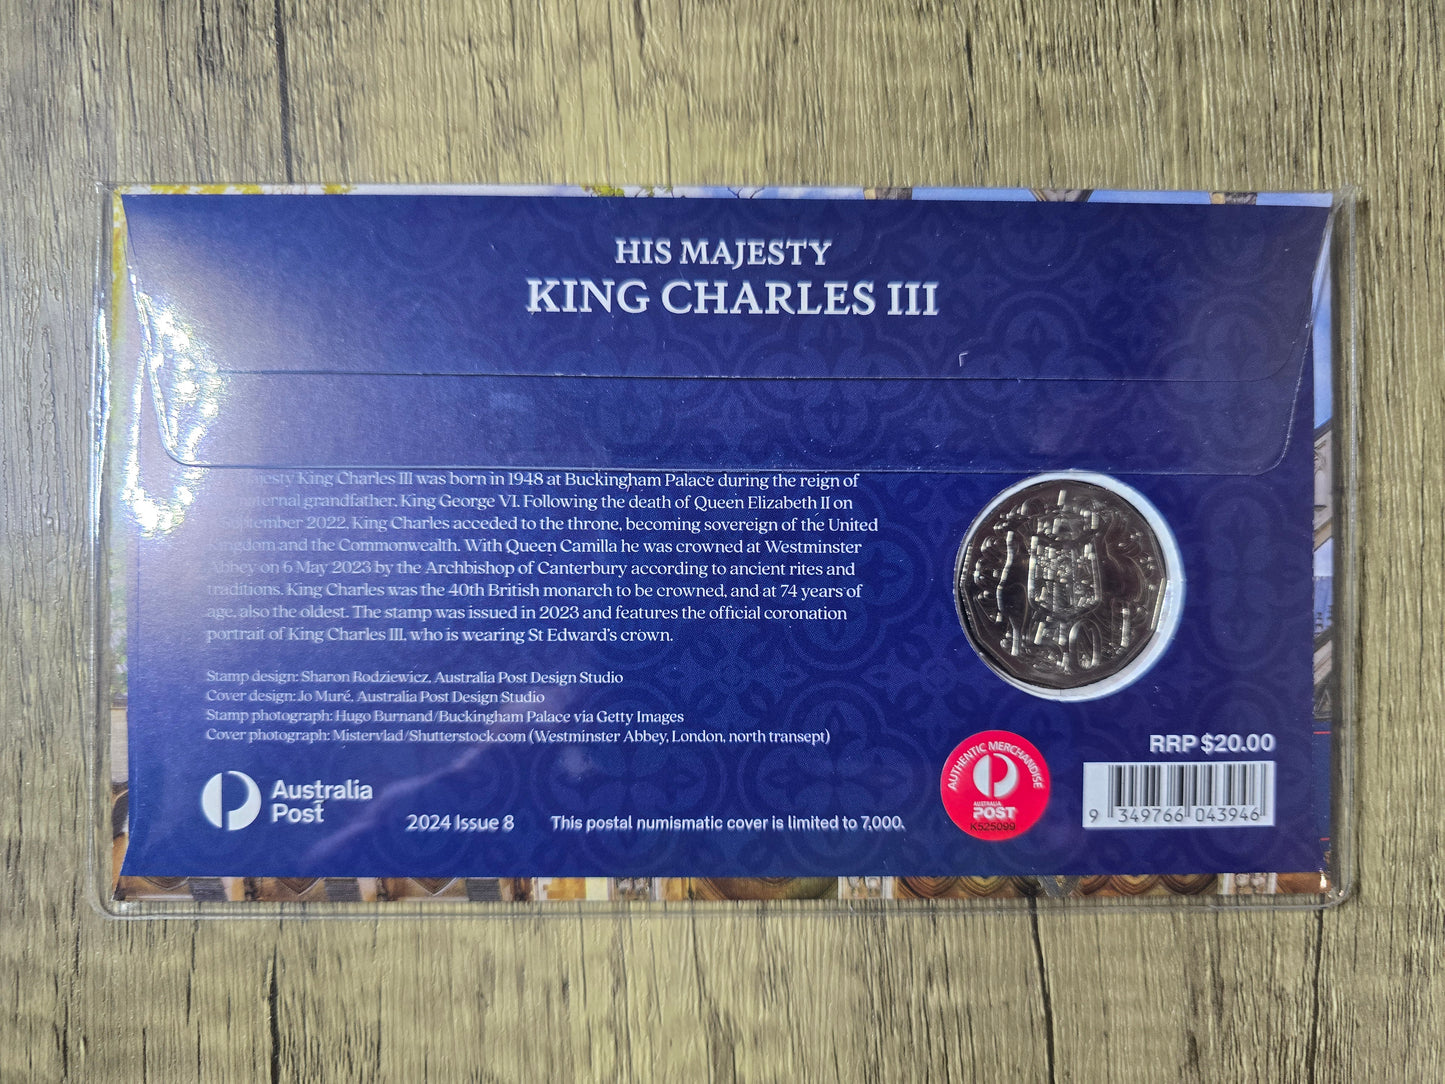 HIS MAJESTY
KING CHARLES III
King Charles III was born in 1948 at Buckingham Palace during the reign of
grandfather, King George VI. Following the death of Queen Elizabeth II on
September 2022, King Charles acceded to the throne, becoming sovereign of the United
Kingdom and the Commonwealth. With Queen Camilla he was crowned at Westminster
Abbey on 6 May 2023 by the Archbishop of Canterbury according to ancient rites and
traditions. King Charles was the 40th British monarch to be crowned, and at 74 years of
age, also the oldest. The stamp was issued in 2023 and features the official coronation
portrait of King Charles III, who is wearing St Edward's crown.
Stamp design: Sharon Rodziewicz, Australia Post Design Studio
Cover design: Jo Muré, Australia Post Design Studio
Stamp photograph: Hugo Burnand/Buckingham Palace via Getty Images
Cover photograph: Mistervlad/Shutterstock.com (Westminster Abbey, London, north transept)
Australia
Post
2024 Issue 8
This postal numismatic cover is limited to 7,000.
AUTHENTIC MERCHANDISE
AUSTRALIA
POST
K525099
RRP $20.00
9 349766 043946